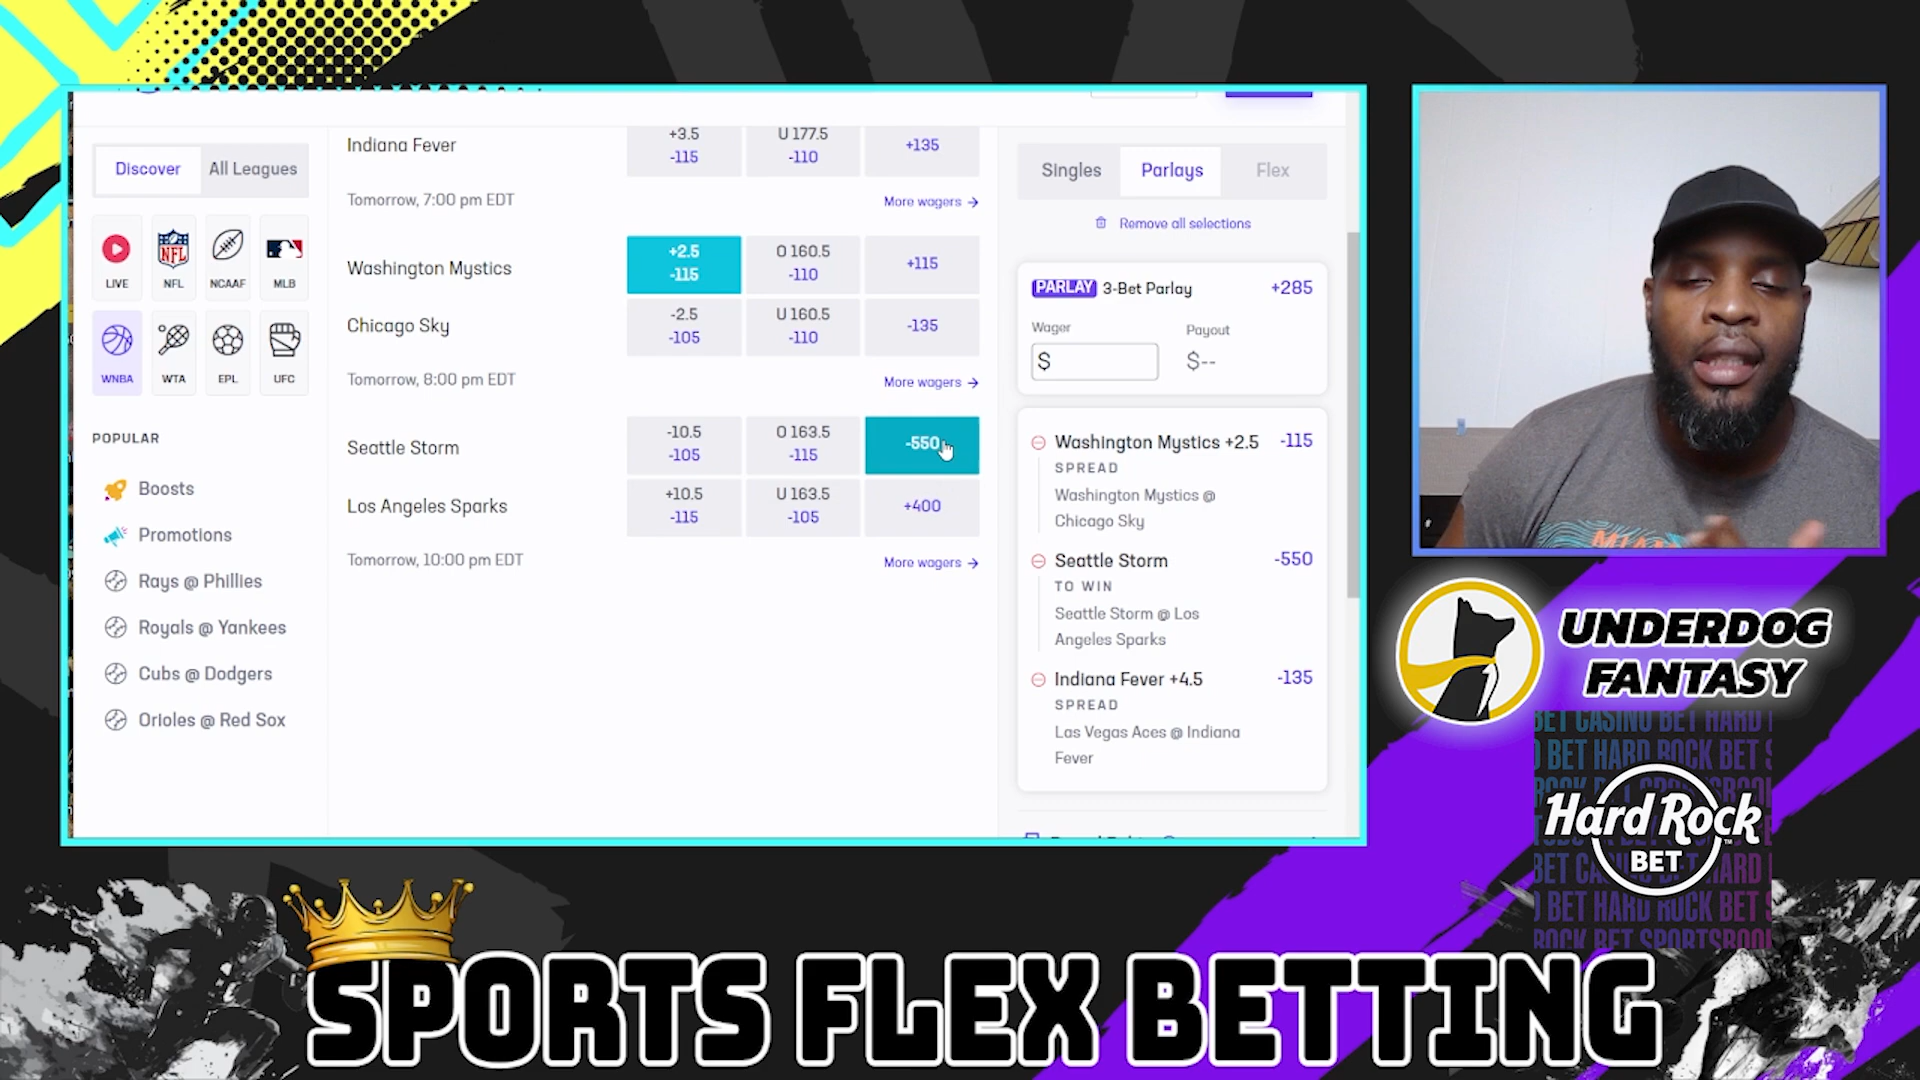 Discover
All Leagues
LIVE
NFL
NCAAF
MLB
WNBA
WTA
EPL
UFC
POPULAR
Boosts
Promotions
Rays @ Phillies
Royals @ Yankees
Cubs @ Dodgers
Orioles @ Red Sox
Indiana Fever
+3.5
-115
U 177.5
-110
+135
Tomorrow, 7:00 pm EDT
More wagers →
Washington Mystics
+2.5
-115
O 160.5
-110
+115
Chicago Sky
-2.5
-105
U 160.5
-110
-135
Tomorrow, 8:00 pm EDT
More wagers →
Seattle Storm
-10.5
-105
O 163.5
-115
-550
Los Angeles Sparks
+10.5
-115
U 163.5
-105
+400
Tomorrow, 10:00 pm EDT
More wagers →
Singles
Parlays
Flex
Remove all selections
PARLAY 3-Bet Parlay +285
Wager
Payout
$
$--
Washington Mystics +2.5 -115
SPREAD
Washington Mystics @
Chicago Sky
Seattle Storm -550
TO WIN
Seattle Storm @ Los
Angeles Sparks
Indiana Fever +4.5 -135
SPREAD
Las Vegas Aces @ Indiana
Fever
UNDERDOG
FANTASY
Hard Rock
BET
SPORTS FLEX BETTING